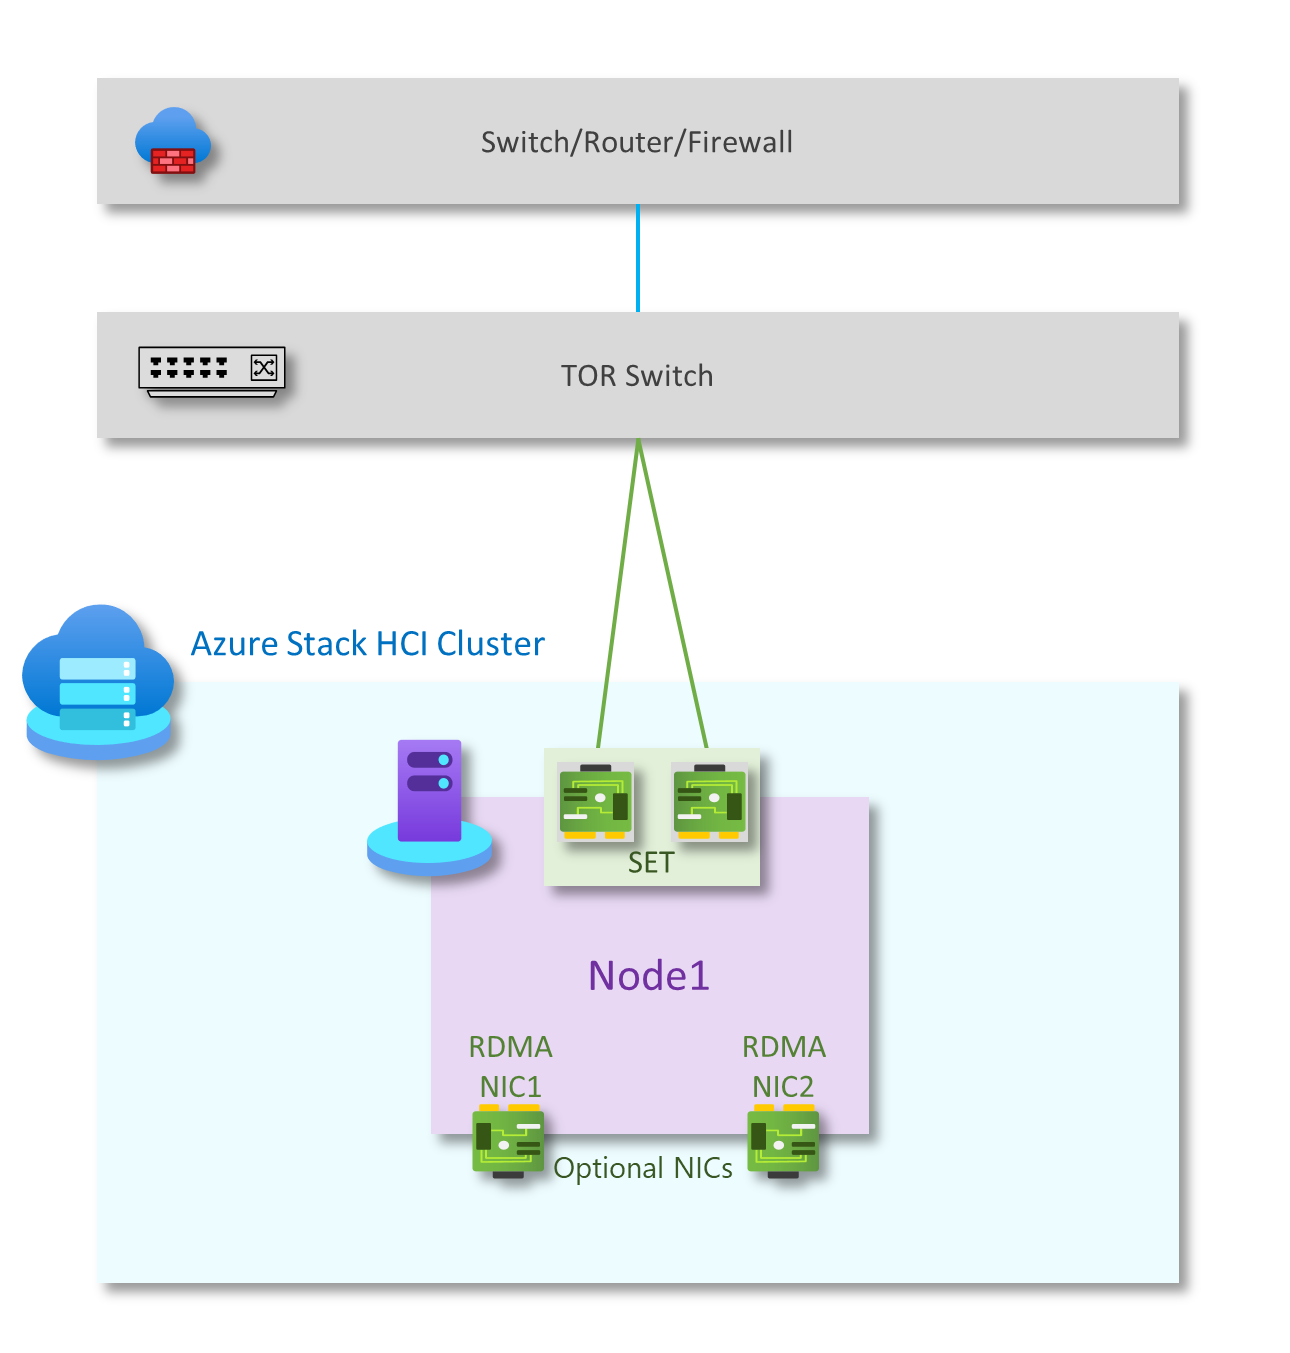 Switch/Router/Firewall
TOR Switch
Azure Stack HCI Cluster
SET
Node1
RDMA
NIC1
RDMA
NIC2
Optional NICs